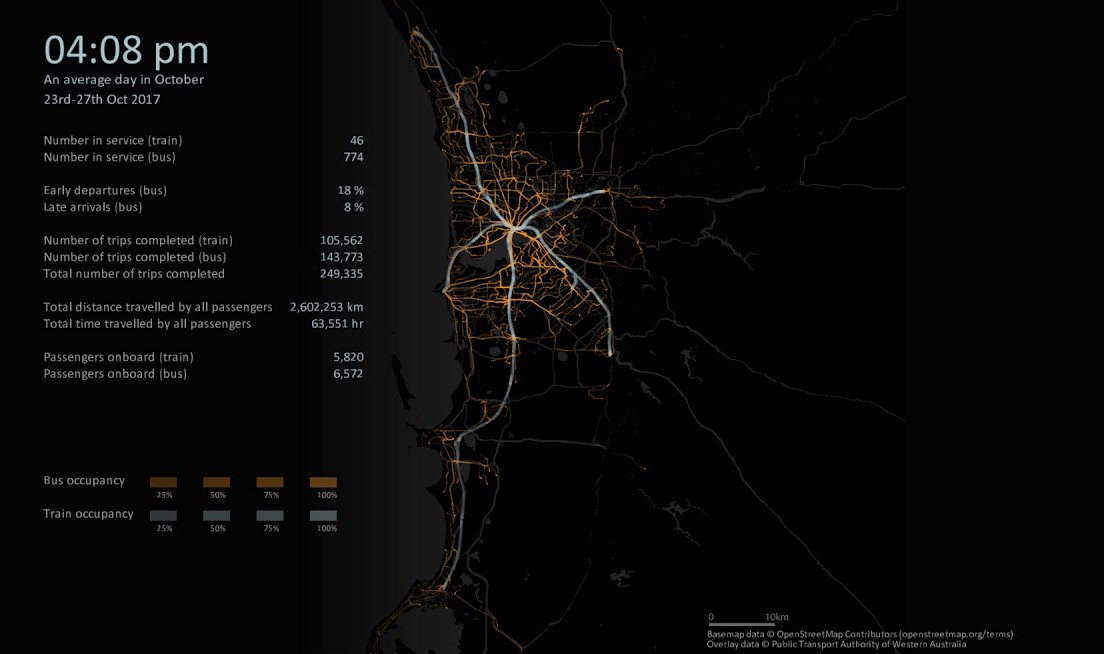 04:08 pm
An average day in October
23rd-27th Oct 2017
Number in service (train) 46
Number in service (bus) 774
Early departures (bus) 18 %
Late arrivals (bus) 8 %
Number of trips completed (train) 105,562
Number of trips completed (bus) 143,773
Total number of trips completed 249,335
Total distance travelled by all passengers 2,602,253 km
Total time travelled by all passengers 63,551 hr
Passengers onboard (train) 5,820
Passengers onboard (bus) 6,572
Bus occupancy
25% 50% 75% 100%
Train occupancy
25% 50% 75% 100%
0 10km
Basemap data © OpenStreetMap Contributors (openstreetmap.org/terms)
Overlay data © Public Transport Authority of Western Australia